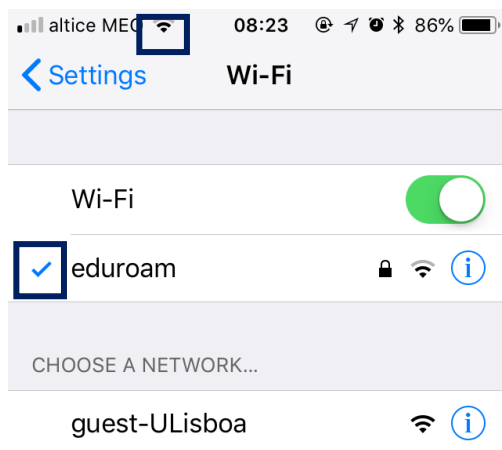 altice MEO 08:23 86%
Settings Wi-Fi
Wi-Fi
eduroam
CHOOSE A NETWORK...
guest-ULisboa